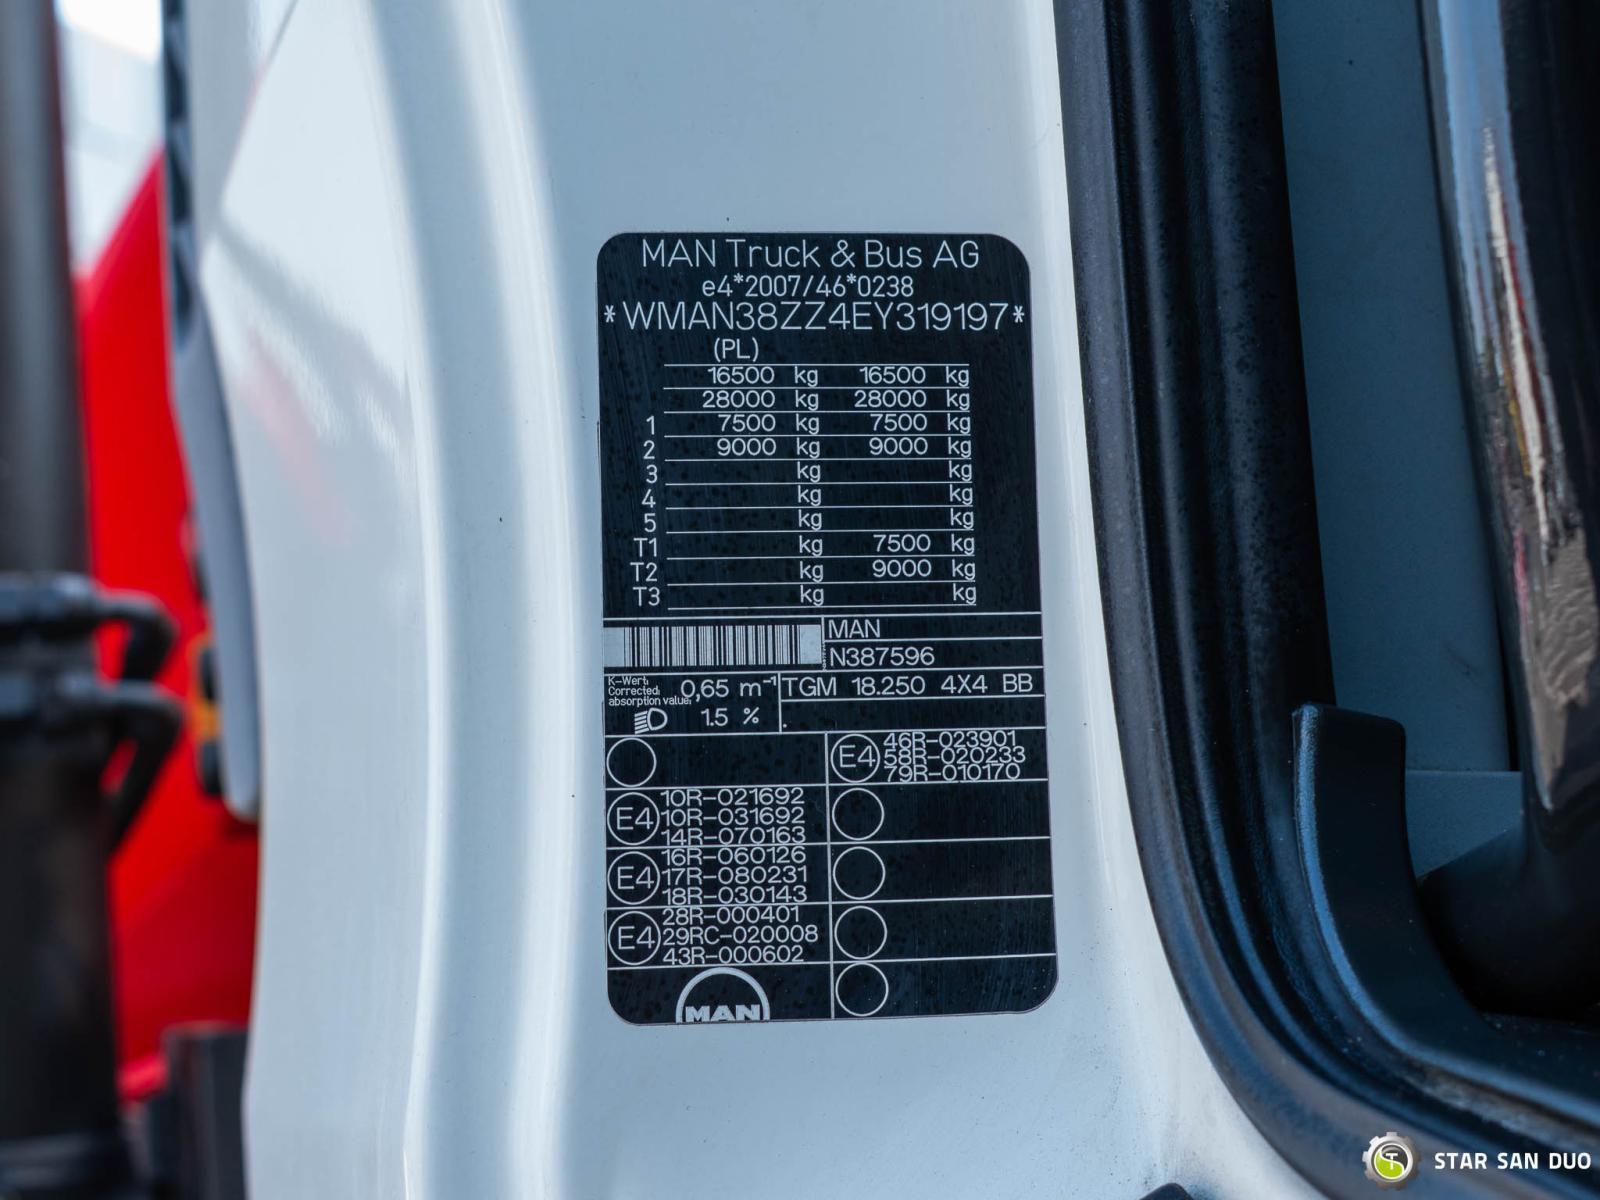 MAN Truck & Bus AG
e4*2007/46*0238
*WMAN38ZZ4EY319197*
(PL)
16500 kg 16500 kg
28000 kg 28000 kg
1 7500 kg 7500 kg
2 9000 kg 9000 kg
3 kg kg
4 kg kg
5 kg kg
T1 kg 7500 kg
T2 kg 9000 kg
T3 kg kg
MAN
N387596
K-Wert:
Corrected:
absorption value:
0,65 m⁻¹
TGM 18.250 4X4 BB
1.5 %
.
E4
46R-023901
58R-020233
79R-010170
E4
10R-021692
10R-031692
14R-070163
E4
16R-060126
17R-080231
18R-030143
E4
28R-000401
29RC-020008
43R-000602
MAN
STAR SAN DUO